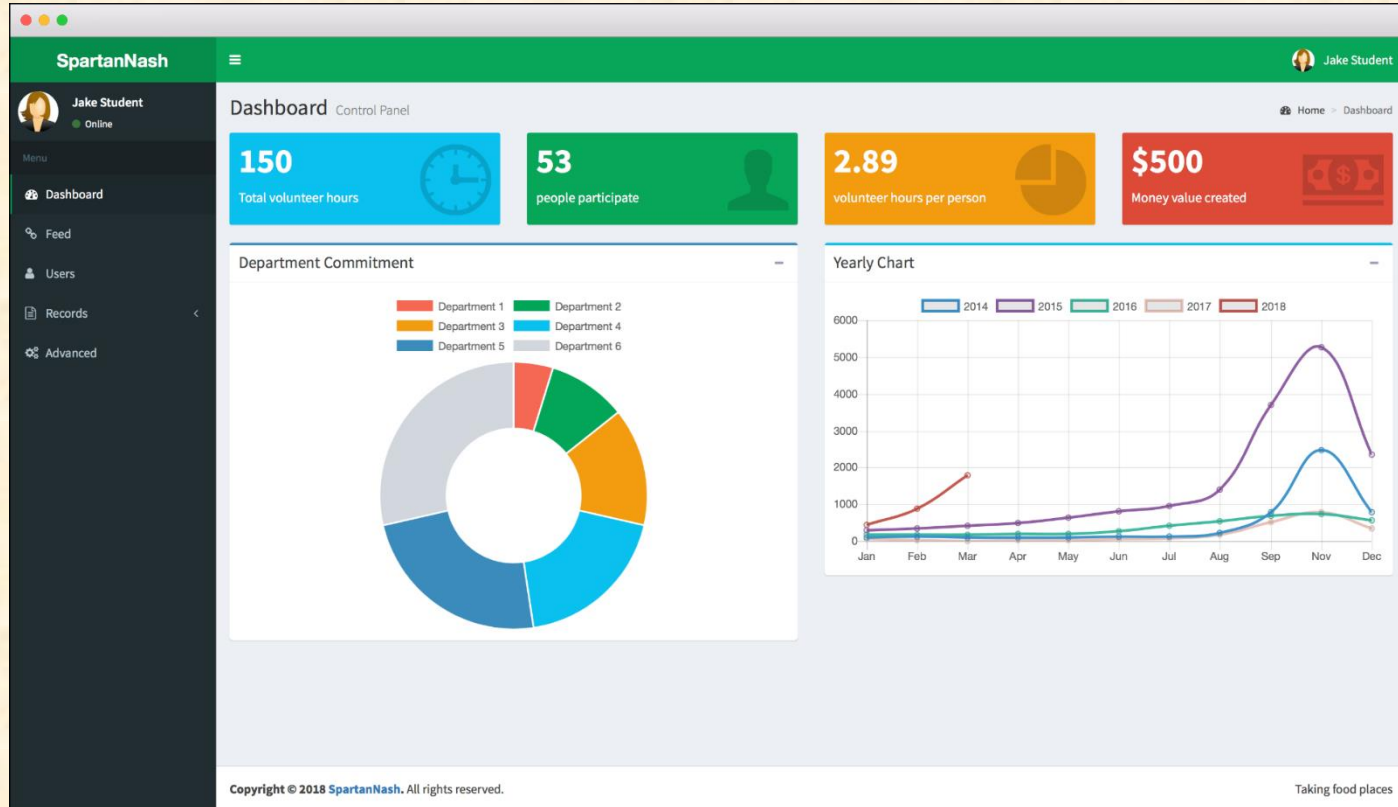 SpartanNash
Jake Student
Jake Student
Online
Menu
Dashboard
Feed
Users
Records
Advanced
Dashboard Control Panel
Home > Dashboard
150
Total volunteer hours
53
people participate
2.89
volunteer hours per person
$500
Money value created
Department Commitment
Department 1 Department 2
Department 3 Department 4
Department 5 Department 6
Yearly Chart
2014 2015 2016 2017 2018
6000
5000
4000
3000
2000
1000
0
Jan Feb Mar Apr May Jun Jul Aug Sep Nov Dec
Copyright © 2018 SpartanNash. All rights reserved.
Taking food places